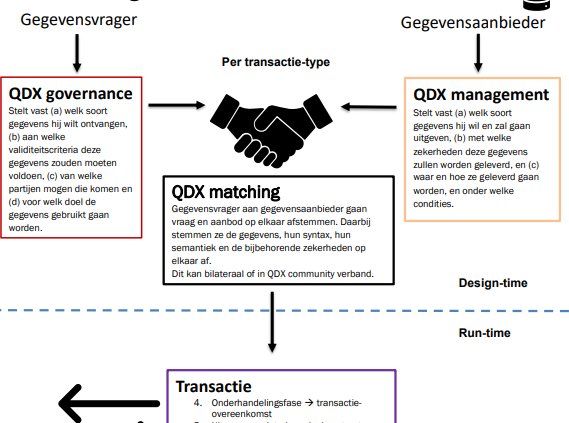 Gegevensvrager
Gegevensaanbieder
Per transactie-type
QDX governance
Stelt vast (a) welk soort
gegevens hij wilt ontvangen,
(b) aan welke
validiteitscriteria deze
gegevens zouden moeten
voldoen, (c) van welke
partijen mogen die komen en
(d) voor welk doel de
gegevens gebruikt gaan
worden.
QDX management
Stelt vast (a) welk soort
gegevens hij wil en zal gaan
uitgeven, (b) met welke
zekerheden deze gegevens
zullen worden geleverd, en (c)
waar en hoe ze geleverd gaan
worden, en onder welke
condities.
QDX matching
Gegevensvrager aan gegevensaanbieder gaan
vraag en aanbod op elkaar afstemmen. Daarbij
stemmen ze de gegevens, hun syntax, hun
semantiek en de bijbehorende zekerheden op
elkaar af.
Dit kan bilateraal of in QDX community verband.
Design-time
Run-time
Transactie
4. Onderhandelingsfase → transactie-
overeenkomst